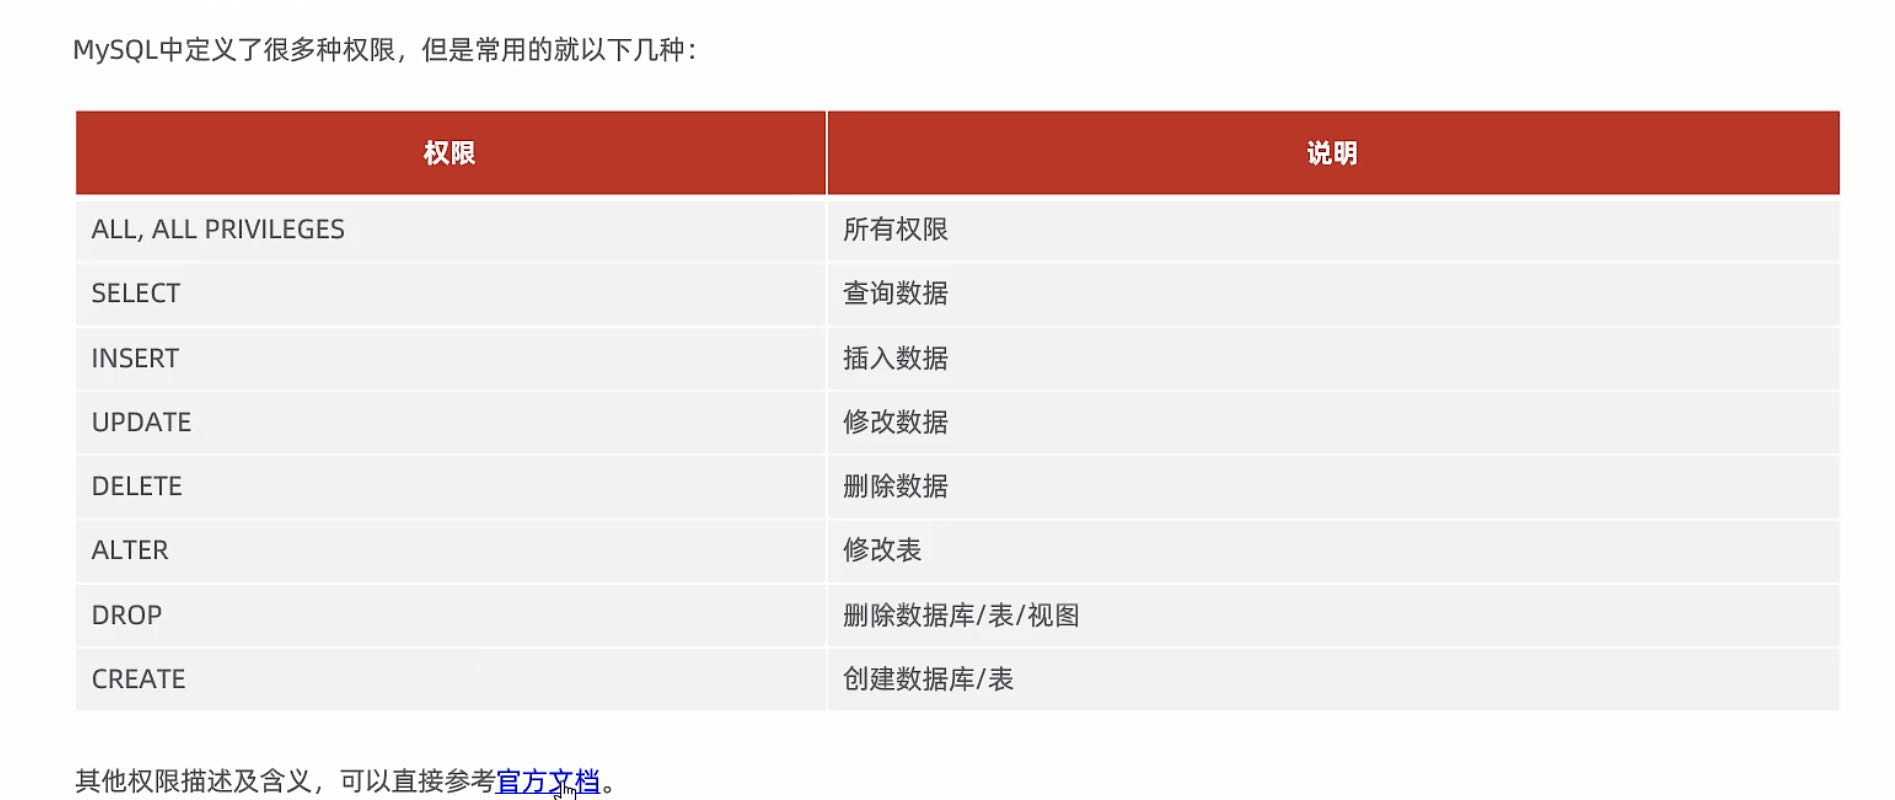 MySQL中定义了很多种权限，但是常用的就以下几种：
权限 说明
ALL, ALL PRIVILEGES 所有权限
SELECT 查询数据
INSERT 插入数据
UPDATE 修改数据
DELETE 删除数据
ALTER 修改表
DROP 删除数据库/表/视图
CREATE 创建数据库/表
其他权限描述及含义，可以直接参考官方文档。